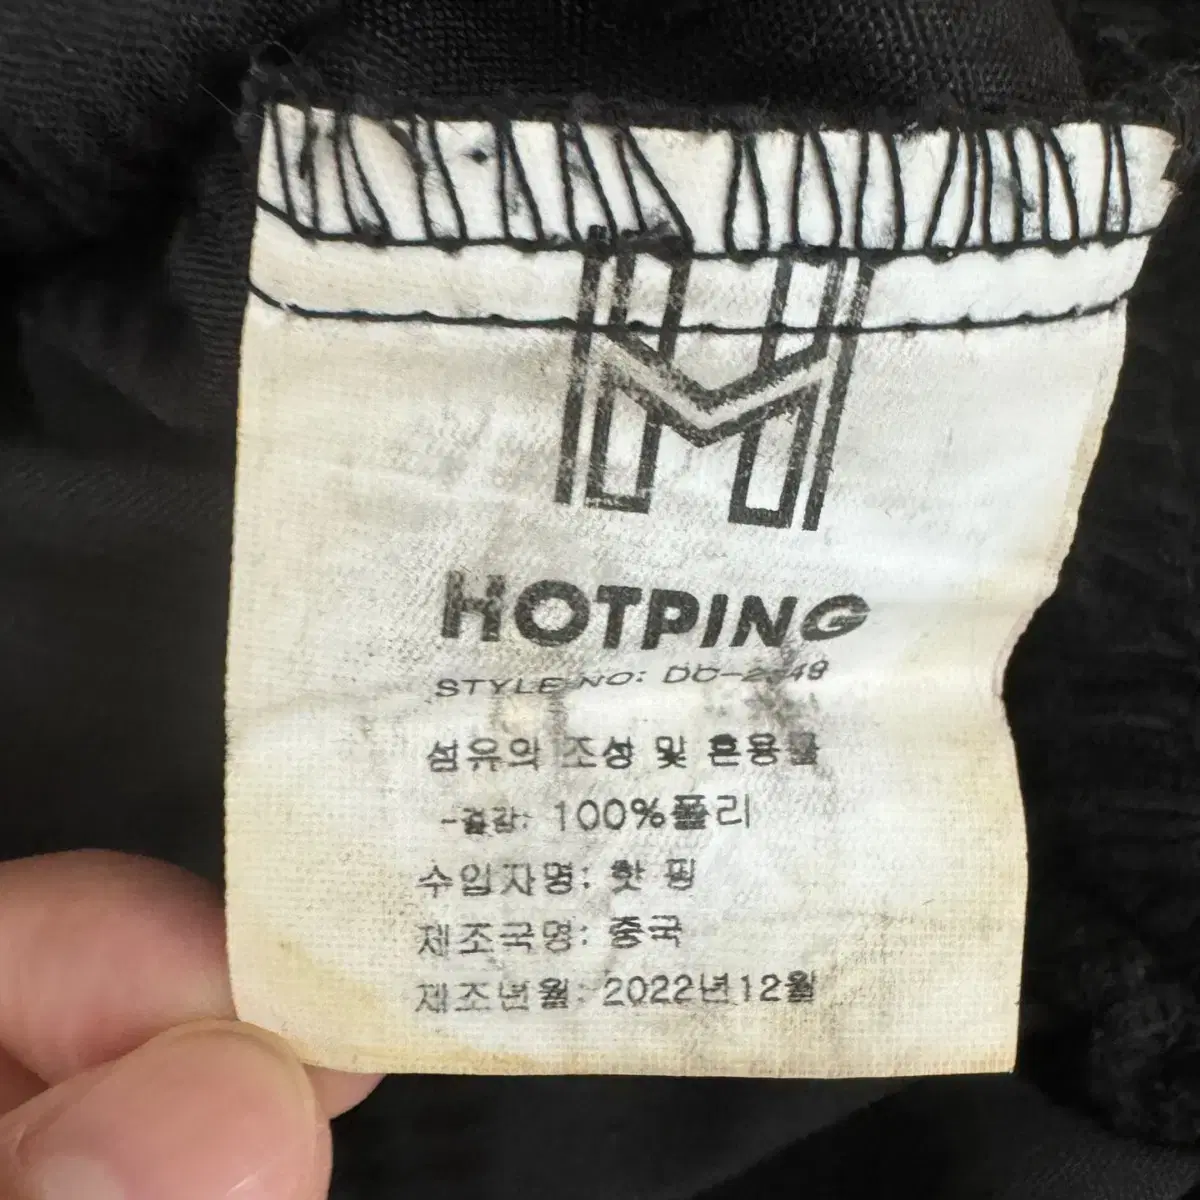 HOTPING
STYLE NO:
섬유의 조성 및 혼용률
-겉감: 100%폴리
수입자명: 핫 핑
제조국명: 중국
제조년월: 2022년12월